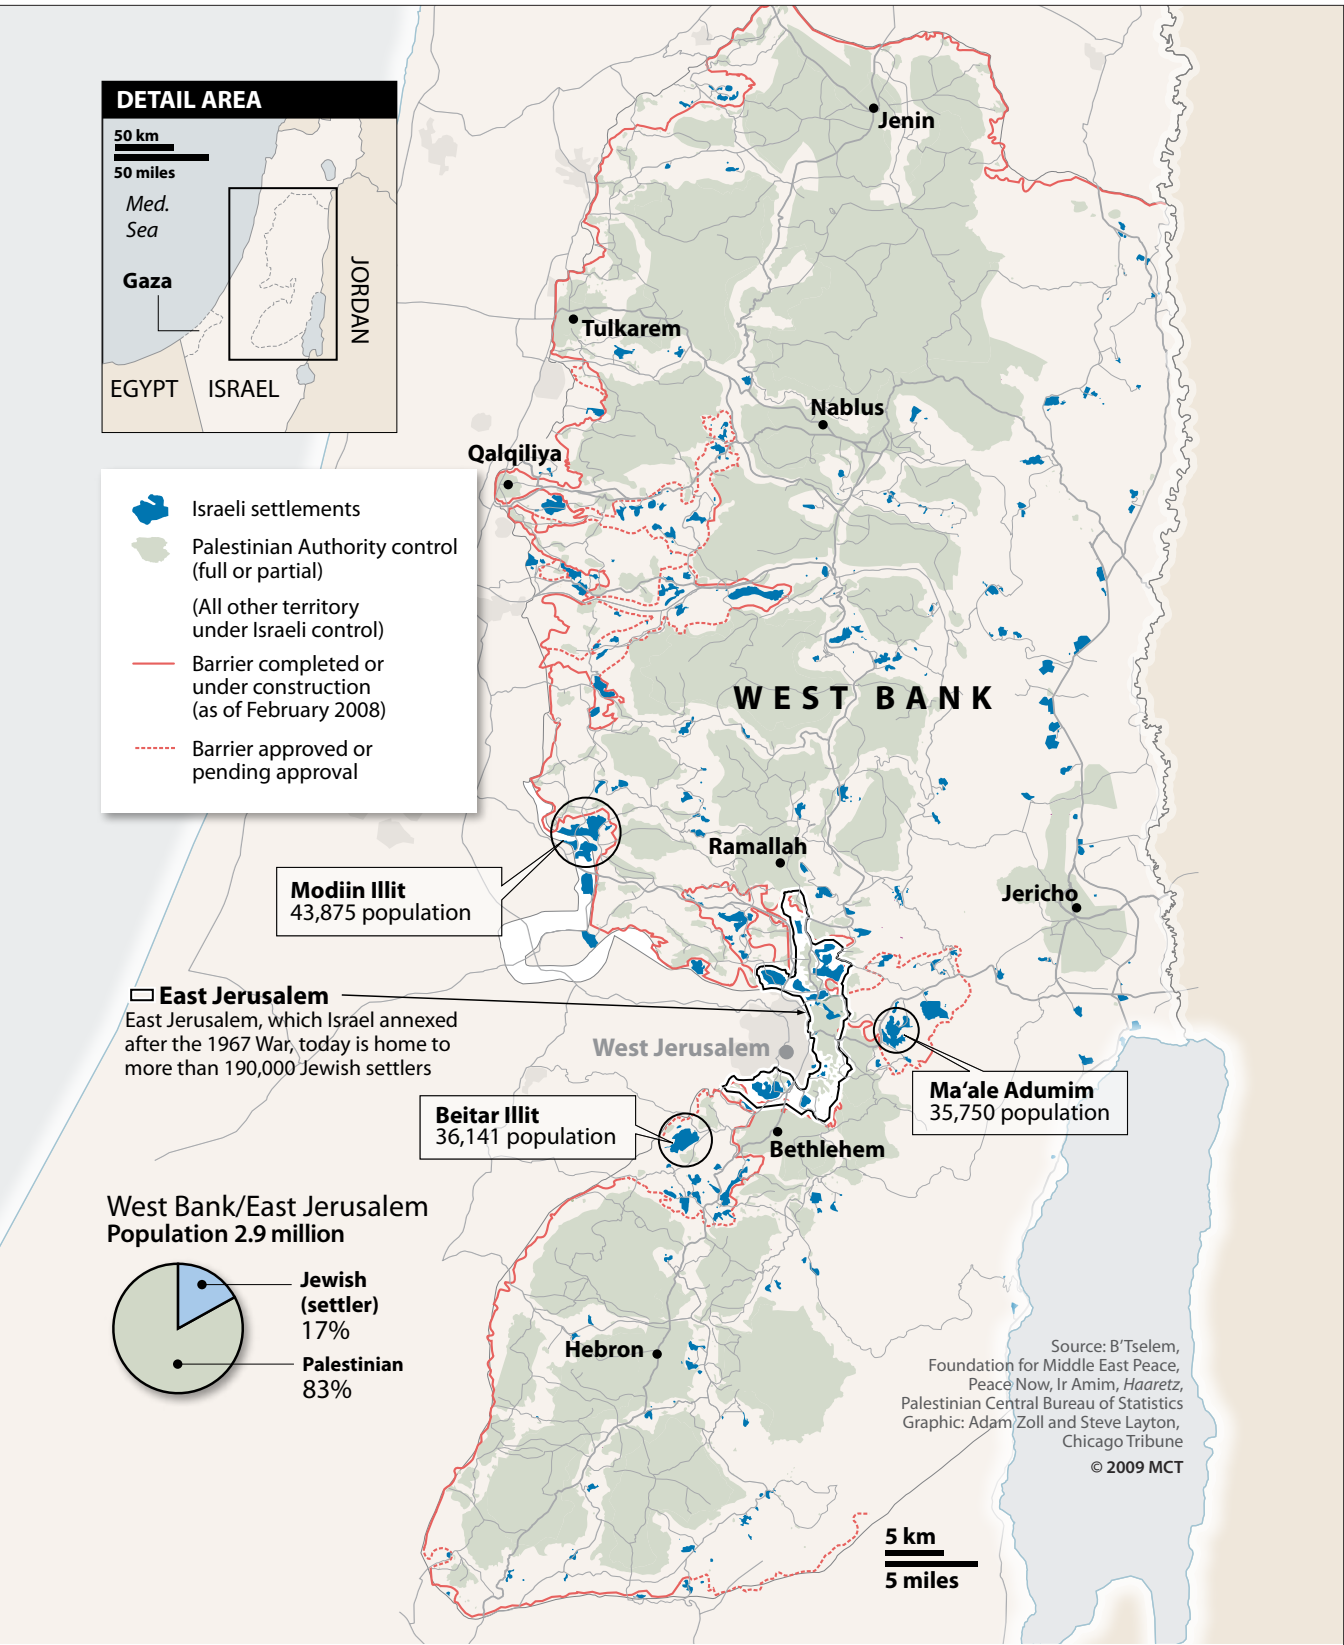 DETAIL AREA
50 km
50 miles
Med.
Sea
Gaza
JORDAN
EGYPT
ISRAEL
Israeli settlements
Palestinian Authority control
(full or partial)
(All other territory
under Israeli control)
Barrier completed or
under construction
(as of February 2008)
Barrier approved or
pending approval
Jenin
Tulkarem
Nablus
Qalqiliya
WEST BANK
Ramallah
Jericho
Modiin Illit
43,875 population
East Jerusalem
East Jerusalem, which Israel annexed
after the 1967 War, today is home to
more than 190,000 Jewish settlers
West Jerusalem
Ma‘ale Adumim
35,750 population
Beitar Illit
36,141 population
Bethlehem
West Bank/East Jerusalem
Population 2.9 million
Jewish
(settler)
17%
Palestinian
83%
Hebron
Source: B’Tselem,
Foundation for Middle East Peace,
Peace Now, Ir Amim, Haaretz,
Palestinian Central Bureau of Statistics
Graphic: Adam Zoll and Steve Layton,
Chicago Tribune
© 2009 MCT
5 km
5 miles